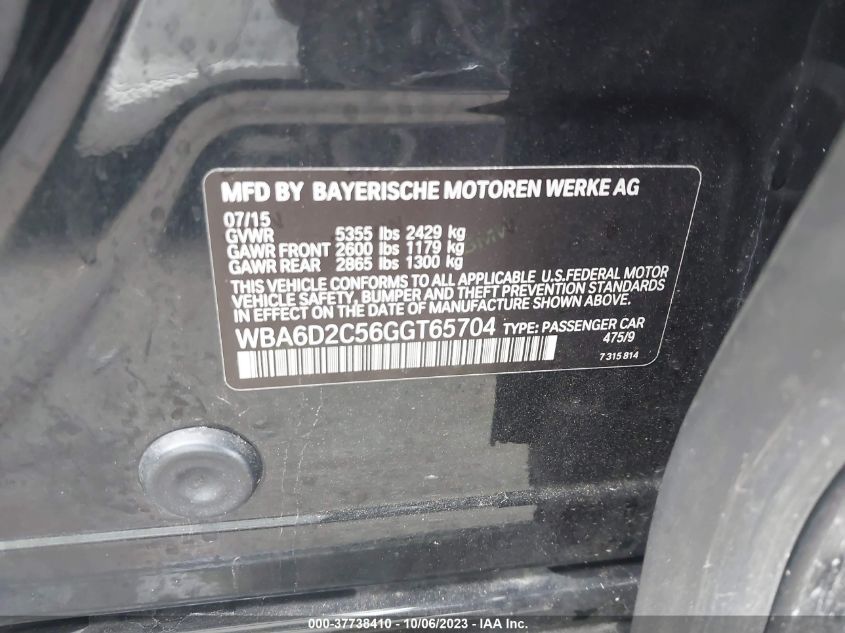 MFD BY BAYERISCHE MOTOREN WERKE AG
07/15
GVWR 5355 lbs 2429 kg
GAWR FRONT 2600 lbs 1179 kg
GAWR REAR 2865 lbs 1300 kg
THIS VEHICLE CONFORMS TO ALL APPLICABLE U.S.FEDERAL MOTOR
VEHICLE SAFETY, BUMPER AND THEFT PREVENTION STANDARDS
IN EFFECT ON THE DATE OF MANUFACTURE SHOWN ABOVE.
WBA6D2C56GGT65704 TYPE: PASSENGER CAR
475/9
7 315 814
000-37738410 - 10/06/2023 - IAA Inc.